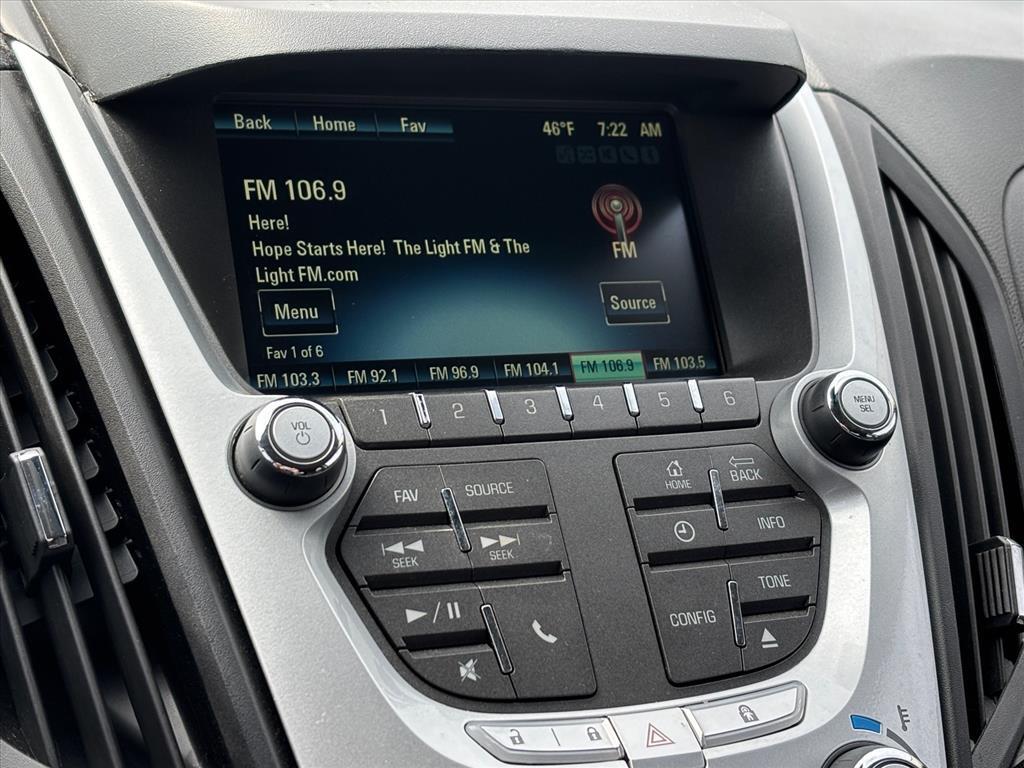 Back Home Fav 46°F 7:22 AM
FM 106.9
Here!
Hope Starts Here! The Light FM & The
Light FM.com
FM
Menu Source
Fav 1 of 6
FM 103.3 FM 92.1 FM 96.9 FM 104.1 FM 106.9 FM 103.5
1 2 3 4 5 6
VOL
MENU
SEL
FAV SOURCE
HOME BACK
SEEK SEEK
INFO
CONFIG TONE